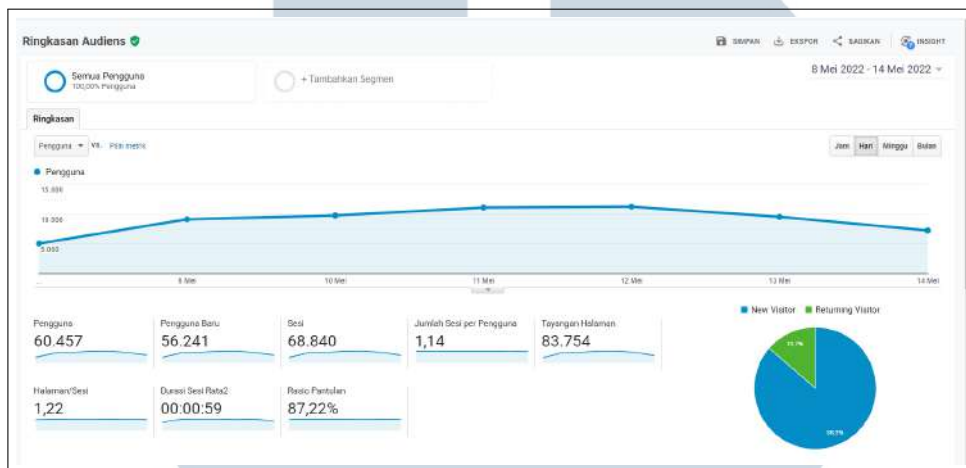 Ringkasan Audiens
SIMPAN EKSPOR BAGIKAN INSIGHT
Semua Pengguna
100,00% Pengguna
+ Tambahkan Segmen
8 Mei 2022 - 14 Mei 2022
Ringkasan
Pengguna VS. Pilih metrik
Jam Hari Minggu Bulan
Pengguna
15.000
10.000
5.000
... 9 Mei 10 Mei 11 Mei 12 Mei 13 Mei 14 Mei
New Visitor Returning Visitor
Pengguna
60.457
Pengguna Baru
56.241
Sesi
68.840
Jumlah Sesi per Pengguna
1,14
Tayangan Halaman
83.754
Halaman/Sesi
1,22
Durasi Sesi Rata2
00:00:59
Rasio Pantulan
87,22%